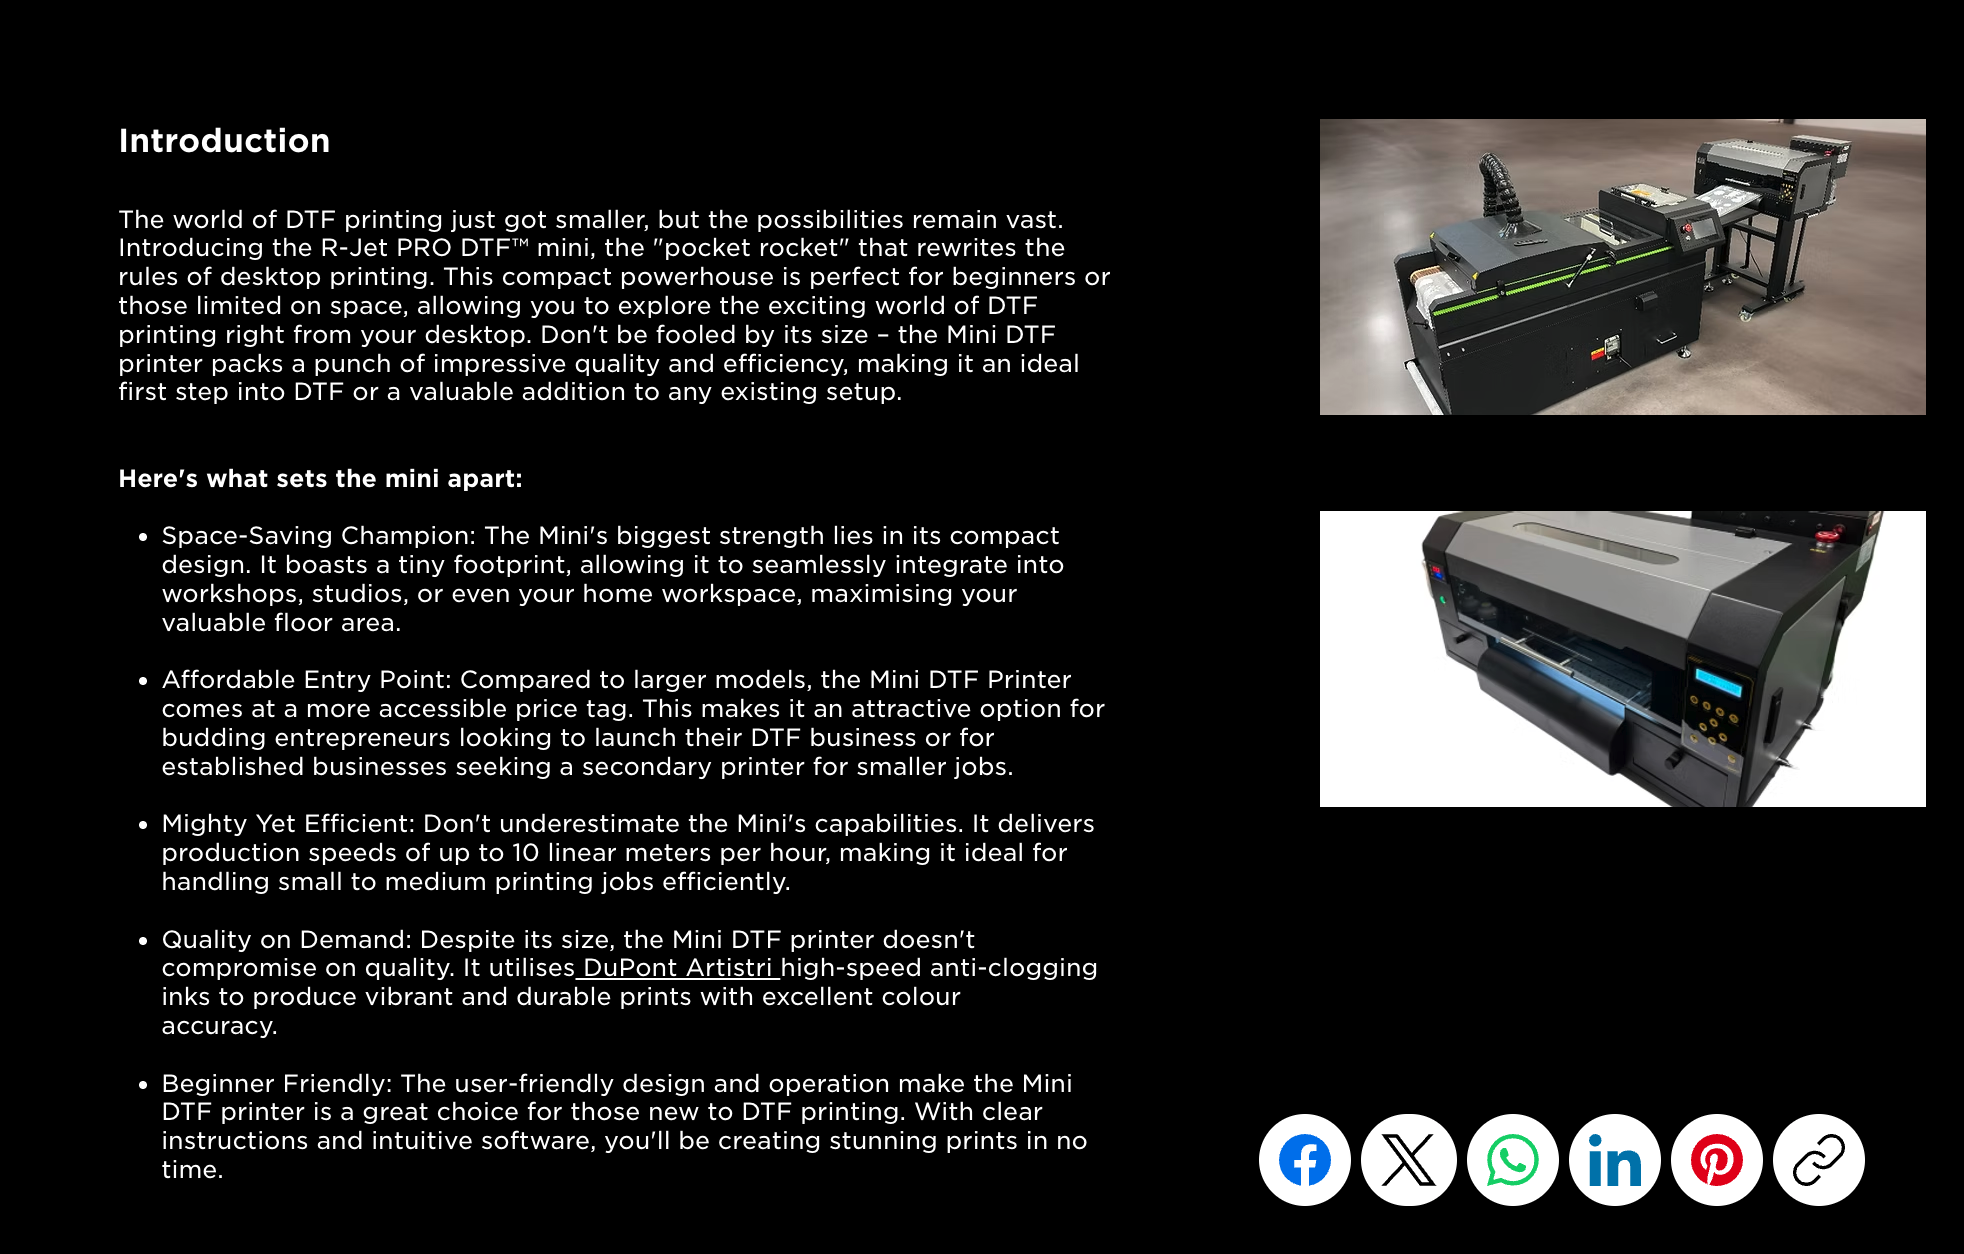 Introduction
The world of DTF printing just got smaller, but the possibilities remain vast.
Introducing the R-Jet PRO DTF™ mini, the "pocket rocket" that rewrites the
rules of desktop printing. This compact powerhouse is perfect for beginners or
those limited on space, allowing you to explore the exciting world of DTF
printing right from your desktop. Don't be fooled by its size – the Mini DTF
printer packs a punch of impressive quality and efficiency, making it an ideal
first step into DTF or a valuable addition to any existing setup.
Here's what sets the mini apart:
• Space-Saving Champion: The Mini's biggest strength lies in its compact
design. It boasts a tiny footprint, allowing it to seamlessly integrate into
workshops, studios, or even your home workspace, maximising your
valuable floor area.
• Affordable Entry Point: Compared to larger models, the Mini DTF Printer
comes at a more accessible price tag. This makes it an attractive option for
budding entrepreneurs looking to launch their DTF business or for
established businesses seeking a secondary printer for smaller jobs.
• Mighty Yet Efficient: Don't underestimate the Mini's capabilities. It delivers
production speeds of up to 10 linear meters per hour, making it ideal for
handling small to medium printing jobs efficiently.
• Quality on Demand: Despite its size, the Mini DTF printer doesn't
compromise on quality. It utilises DuPont Artistri high-speed anti-clogging
inks to produce vibrant and durable prints with excellent colour
accuracy.
• Beginner Friendly: The user-friendly design and operation make the Mini
DTF printer is a great choice for those new to DTF printing. With clear
instructions and intuitive software, you'll be creating stunning prints in no
time.